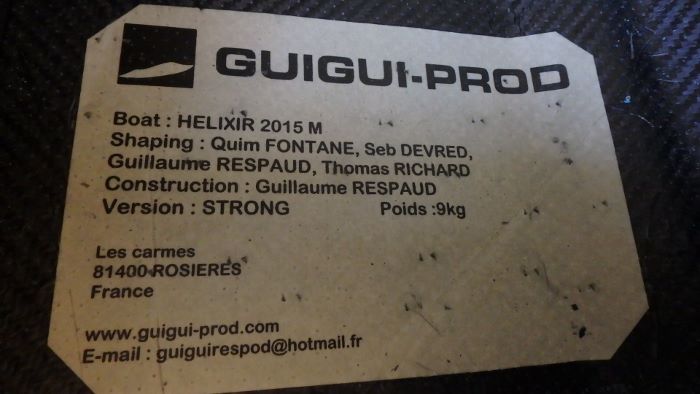 GUIGUI-PROD
Boat : HELIXIR 2015 M
Shaping : Quim FONTANE, Seb DEVRED,
Guillaume RESPAUD, Thomas RICHARD
Construction : Guillaume RESPAUD
Version : STRONG Poids :9kg
Les carmes
81400-ROSIERES
France
www.guigui-prod.com
E-mail : guiguirespod@hotmail.fr